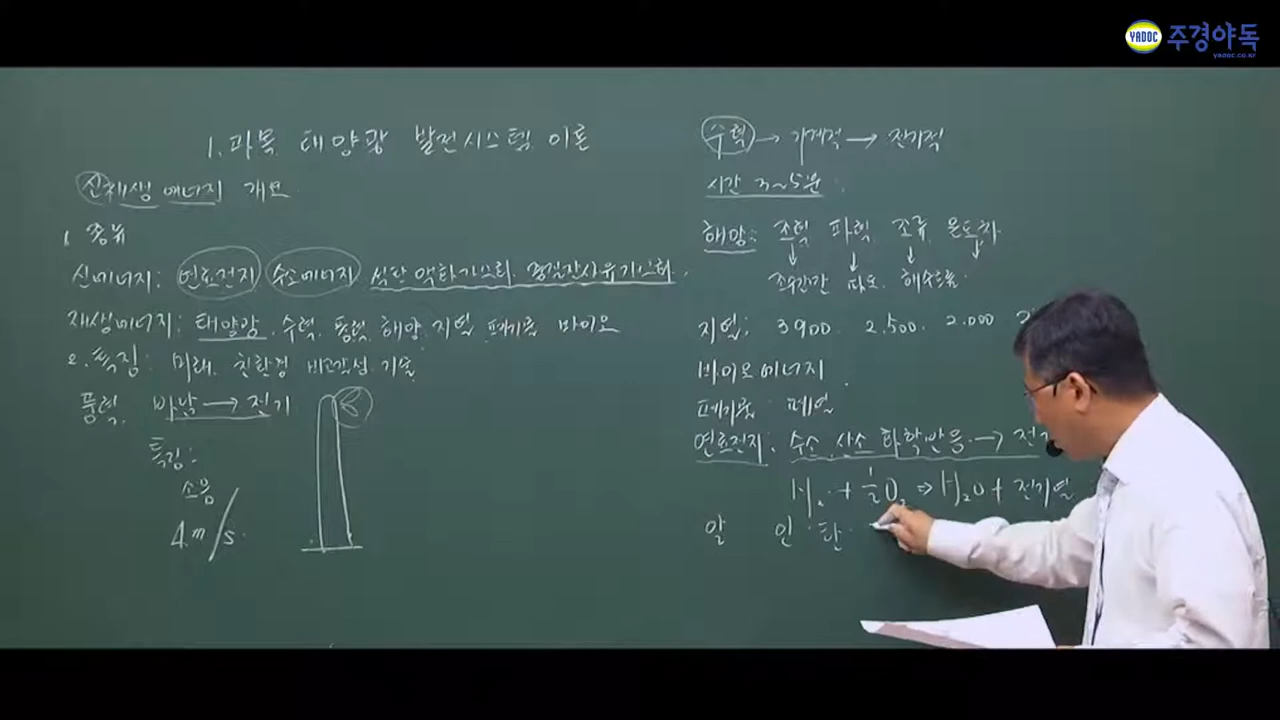 YADOC 주경야독
yadoc.co.kr
1.과목 태양광 발전시스템 이론
신재생 에너지 개요
1. 종류
신에너지: 연료전지 수소에너지 석탄 액화가스화. 중질잔사유가스화.
재생에너지: 태양광, 수력, 풍력, 해양, 지열, 폐기물 바이오
2. 특징: 미래. 친환경 비고갈성 기술
풍력. 바람 → 전기
특징:
소음
4m/s.
수력 → 기계적 → 전기적
시간 3~5분.
해양: 조력 파력 조류 온도차
↓ ↓ ↓ ↓
조수간만 파도. 해수흐름.
지열; 3900. 2.500. 2.000
바이오에너지
폐기물 폐열
연료전지. 수소 산소 화학반응 → 전
H₂ + ½O₂ ⇒ H₂O + 전기열
알 인. 탄.